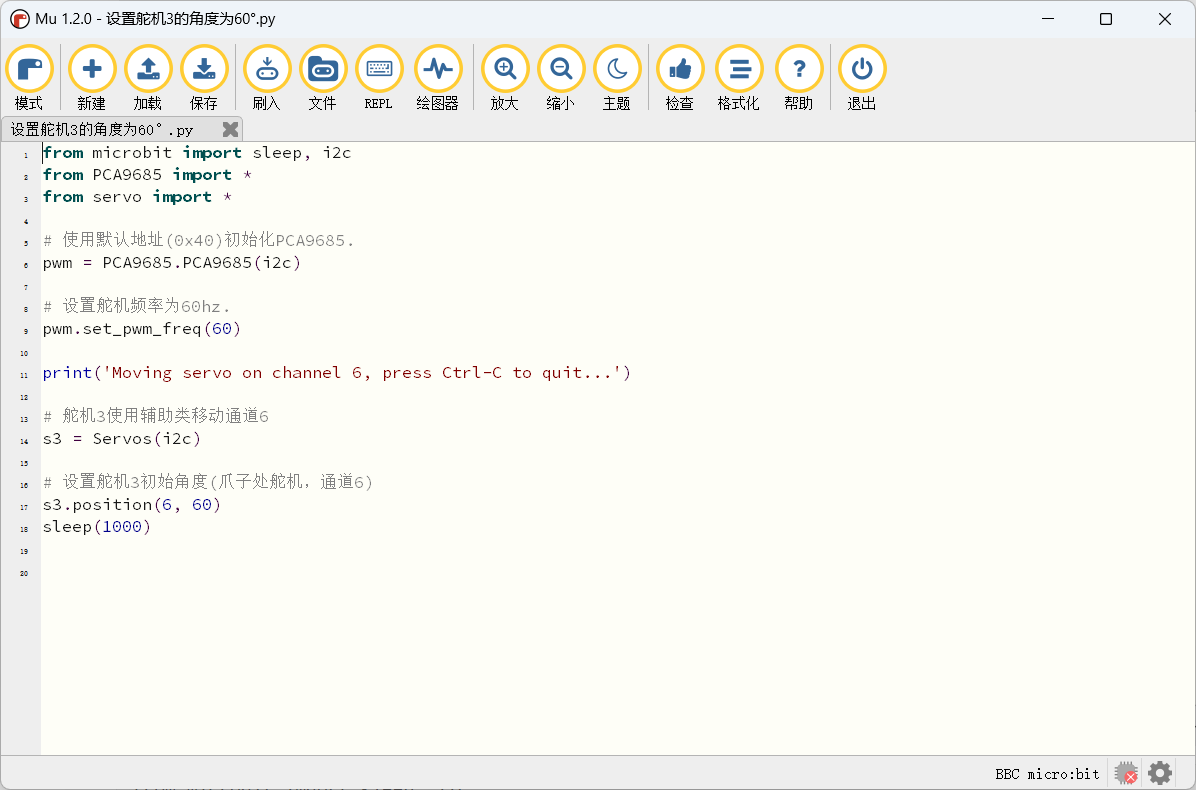 Mu 1.2.0 - 设置舵机3的角度为60°.py
模式 新建 加载 保存 刷入 文件 REPL 绘图器 放大 缩小 主题 检查 格式化 帮助 退出
设置舵机3的角度为60°.py
1 from microbit import sleep, i2c
2 from PCA9685 import *
3 from servo import *
4
5 # 使用默认地址(0x40)初始化PCA9685.
6 pwm = PCA9685.PCA9685(i2c)
7
8 # 设置舵机频率为60hz.
9 pwm.set_pwm_freq(60)
10
11 print('Moving servo on channel 6, press Ctrl-C to quit...')
12
13 # 舵机3使用辅助类移动通道6
14 s3 = Servos(i2c)
15
16 # 设置舵机3初始角度(爪子处舵机，通道6)
17 s3.position(6, 60)
18 sleep(1000)
19
20
BBC micro:bit